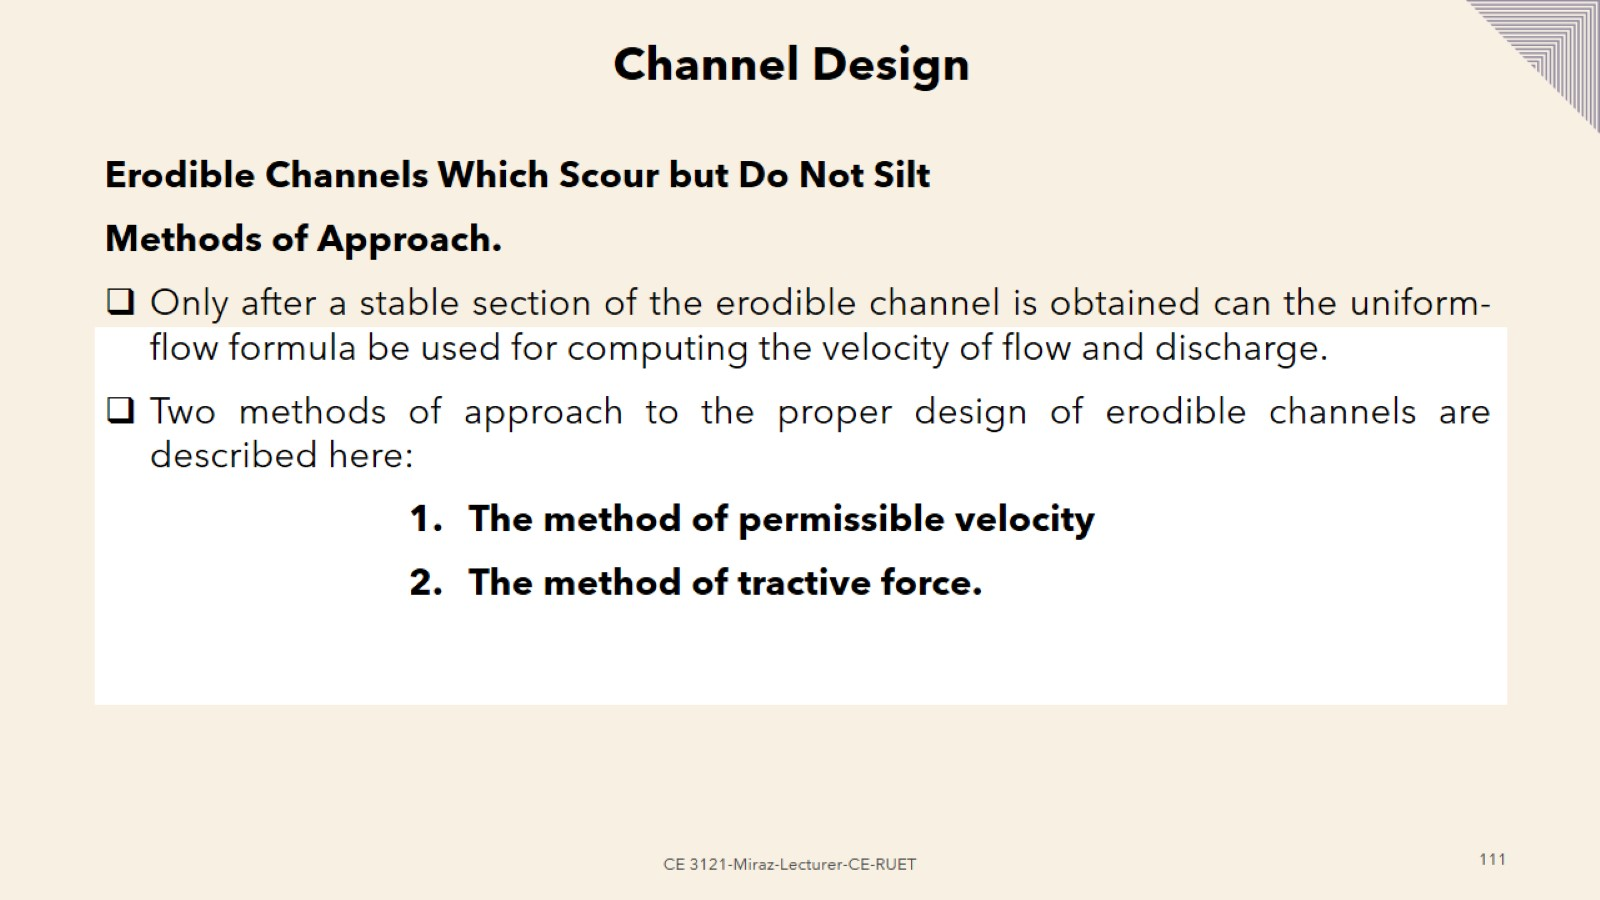 Channel Design
Erodible Channels Which Scour but Do Not Silt
Methods of Approach.
❑ Only after a stable section of the erodible channel is obtained can the uniform-
flow formula be used for computing the velocity of flow and discharge.
❑ Two methods of approach to the proper design of erodible channels are
described here:
1. The method of permissible velocity
2. The method of tractive force.
CE 3121-Miraz-Lecturer-CE-RUET
111